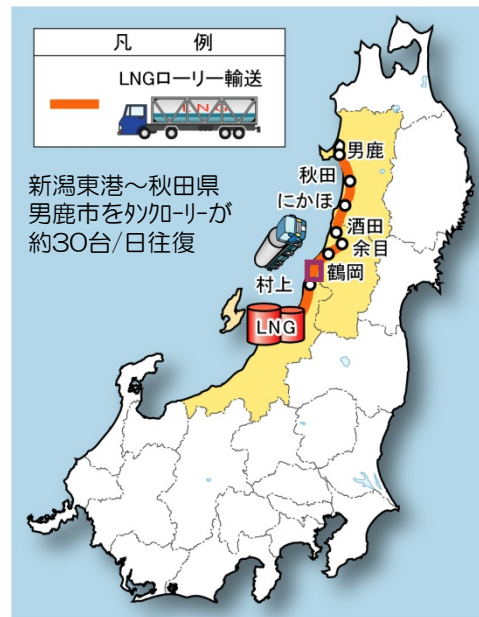 凡 例
LNGローリー輸送
LNG
新潟東港～秋田県
男鹿市をﾀﾝｸﾛｰﾘｰが
約30台/日往復
男鹿
秋田
にかほ
酒田
余目
鶴岡
村上
LNG